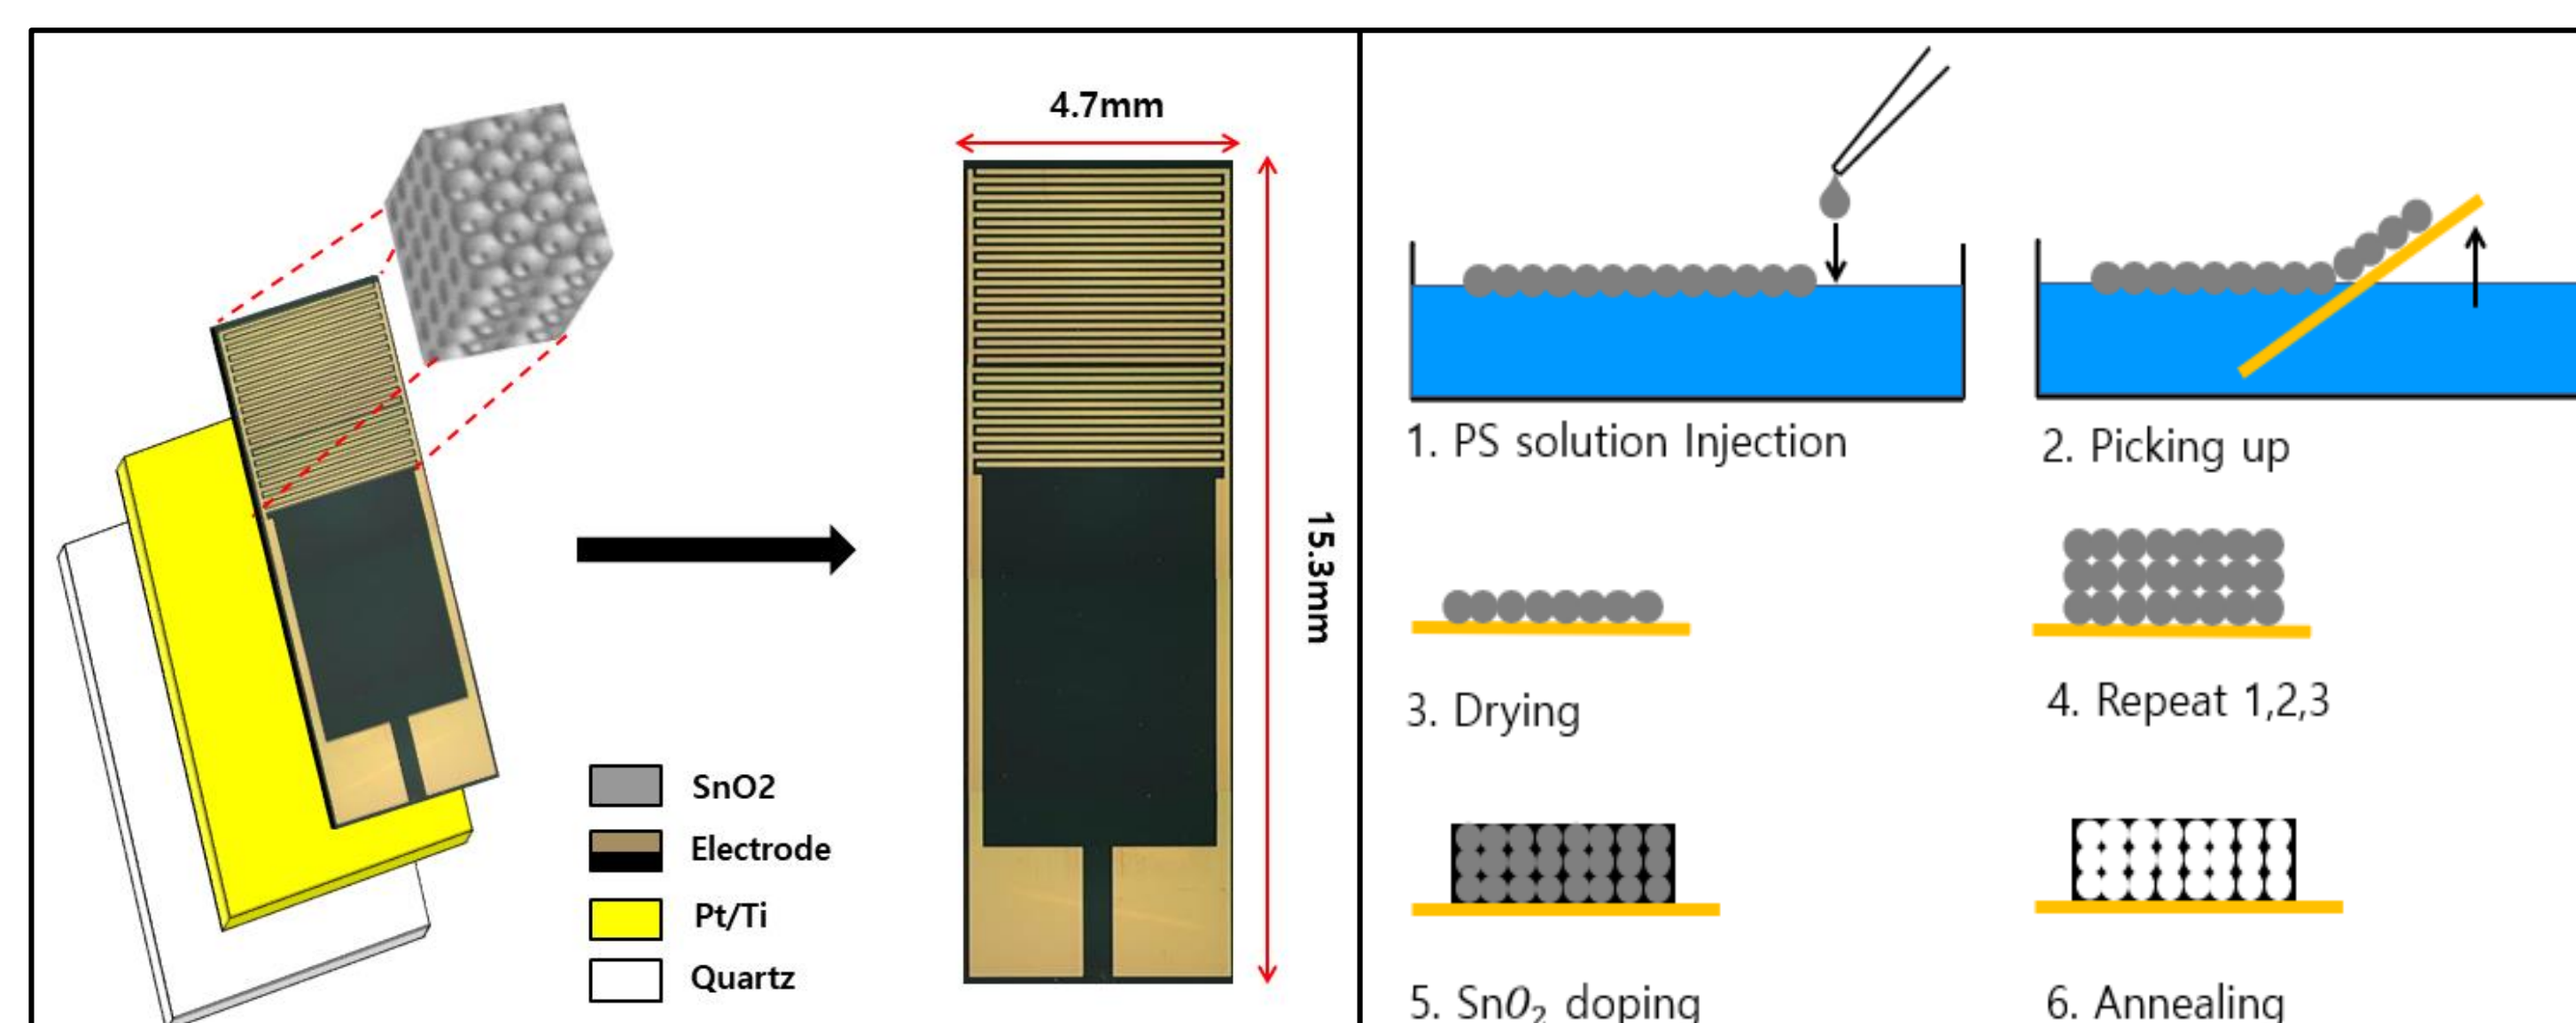 4.7mm
15.3mm
SnO2
Electrode
Pt/Ti
Quartz
1. PS solution Injection
2. Picking up
3. Drying
4. Repeat 1,2,3
5. SnO₂ doping
6. Annealing